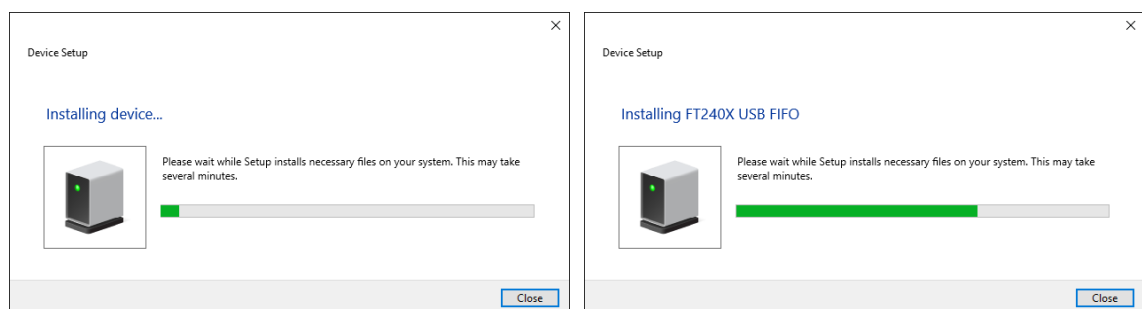 Device Setup
Installing device...
Please wait while Setup installs necessary files on your system. This may take
several minutes.
Close
Device Setup
Installing FT240X USB FIFO
Please wait while Setup installs necessary files on your system. This may take
several minutes.
Close